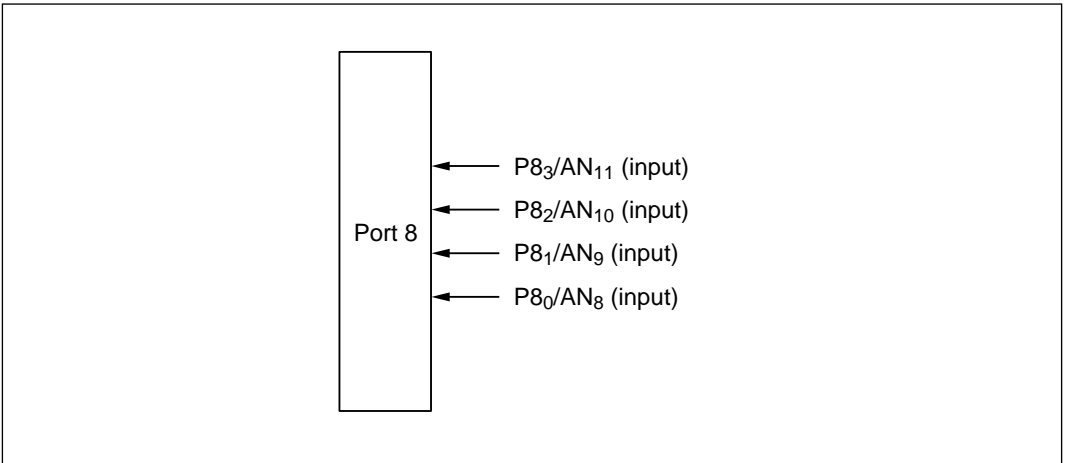 P8₃/AN₁₁ (input)
P8₂/AN₁₀ (input)
Port 8
P8₁/AN₉ (input)
P8₀/AN₈ (input)